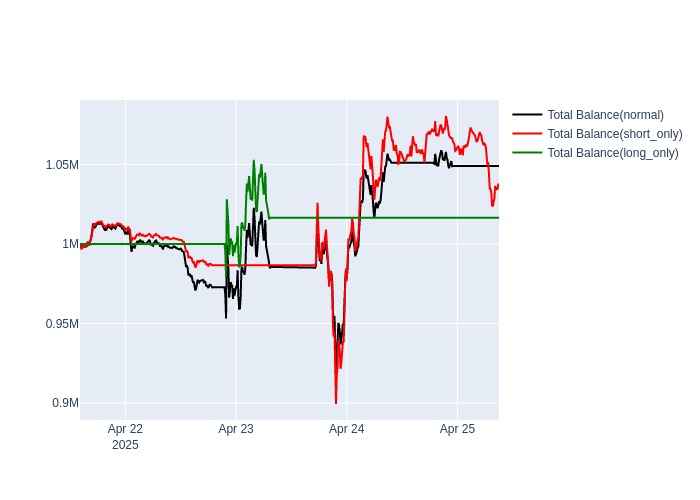 Total Balance(normal)
Total Balance(short_only)
Total Balance(long_only)
1.05M
1M
0.95M
0.9M
Apr 22
2025
Apr 23
Apr 24
Apr 25